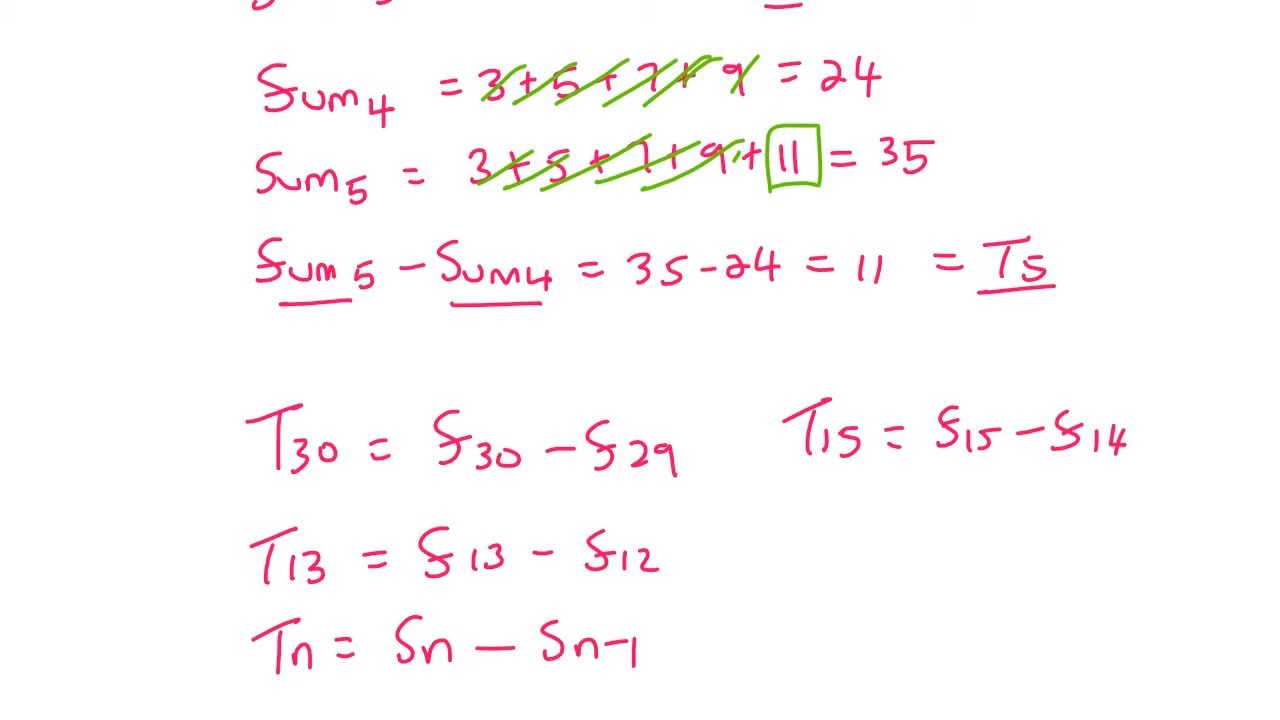 Sum₄ = 3 + 5 + 7 + 9 = 24
Sum₅ = 3 + 5 + 7 + 9 + 11 = 35
Sum₅ - Sum₄ = 35 - 24 = 11 = T₅
T₃₀ = S₃₀ - S₂₉ T₁₅ = S₁₅ - S₁₄
T₁₃ = S₁₃ - S₁₂
Tn = Sn - Sn-1